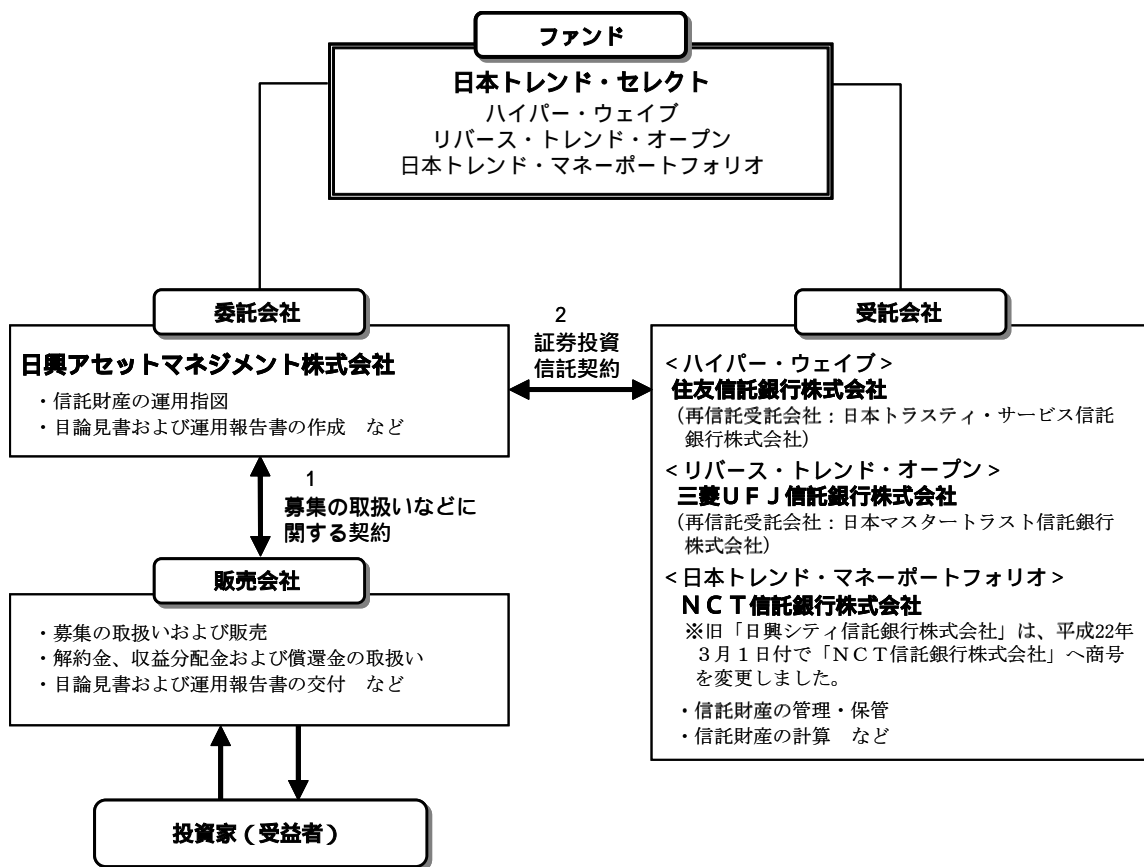 ファンド
日本トレンド・セレクト
ハイパー・ウェイブ
リバース・トレンド・オープン
日本トレンド・マネーポートフォリオ
委託会社
日興アセットマネジメント株式会社
・信託財産の運用指図
・目論見書および運用報告書の作成　など
2
証券投資
信託契約
受託会社
<ハイパー・ウェイブ>
住友信託銀行株式会社
(再信託受託会社：日本トラスティ・サービス信託
銀行株式会社)
<リバース・トレンド・オープン>
三菱ＵＦＪ信託銀行株式会社
(再信託受託会社：日本マスタートラスト信託銀行
株式会社)
<日本トレンド・マネーポートフォリオ>
ＮＣＴ信託銀行株式会社
※旧「日興シティ信託銀行株式会社」は、平成22年
３月１日付で「ＮＣＴ信託銀行株式会社」へ商号
を変更しました。
・信託財産の管理・保管
・信託財産の計算　など
1
募集の取扱いなどに
関する契約
販売会社
・募集の取扱いおよび販売
・解約金、収益分配金および償還金の取扱い
・目論見書および運用報告書の交付　など
投資家（受益者）